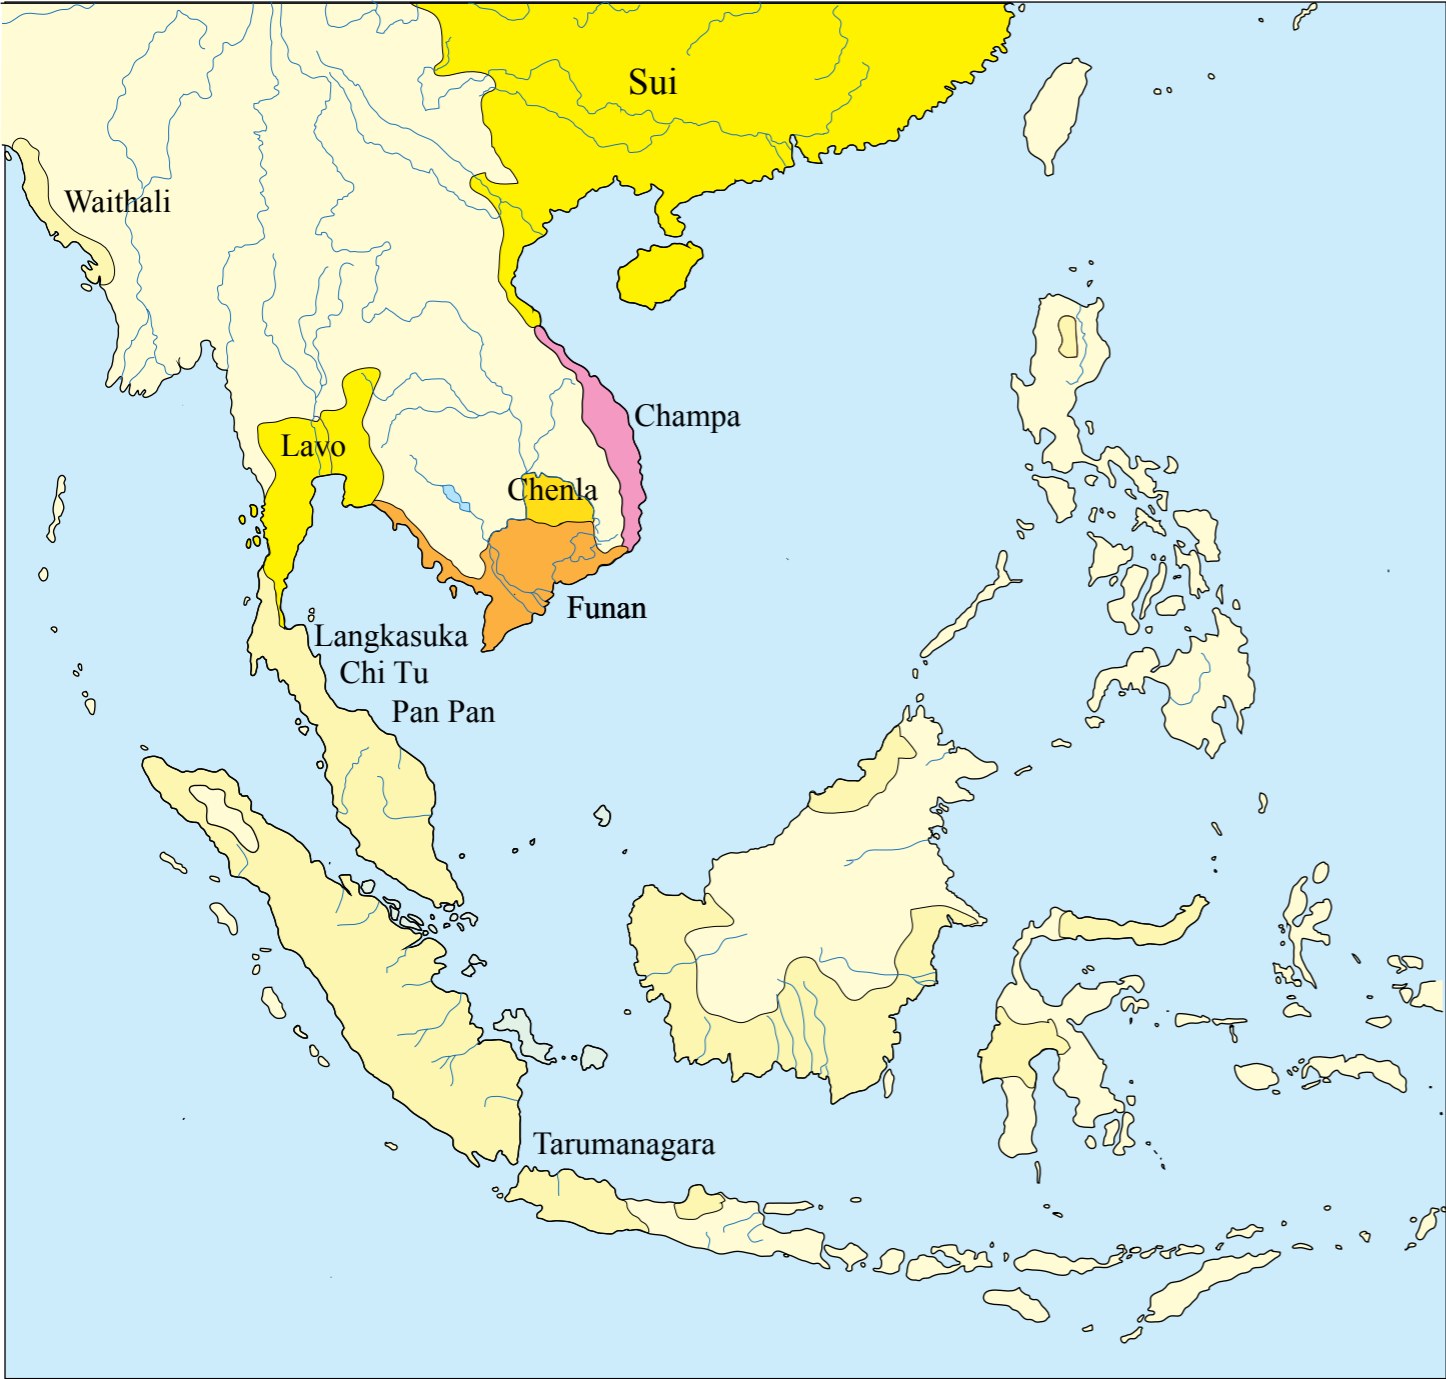 Sui
Waithali
Champa
Lavo
Chenla
Funan
Langkasuka
Chi Tu
Pan Pan
Tarumanagara